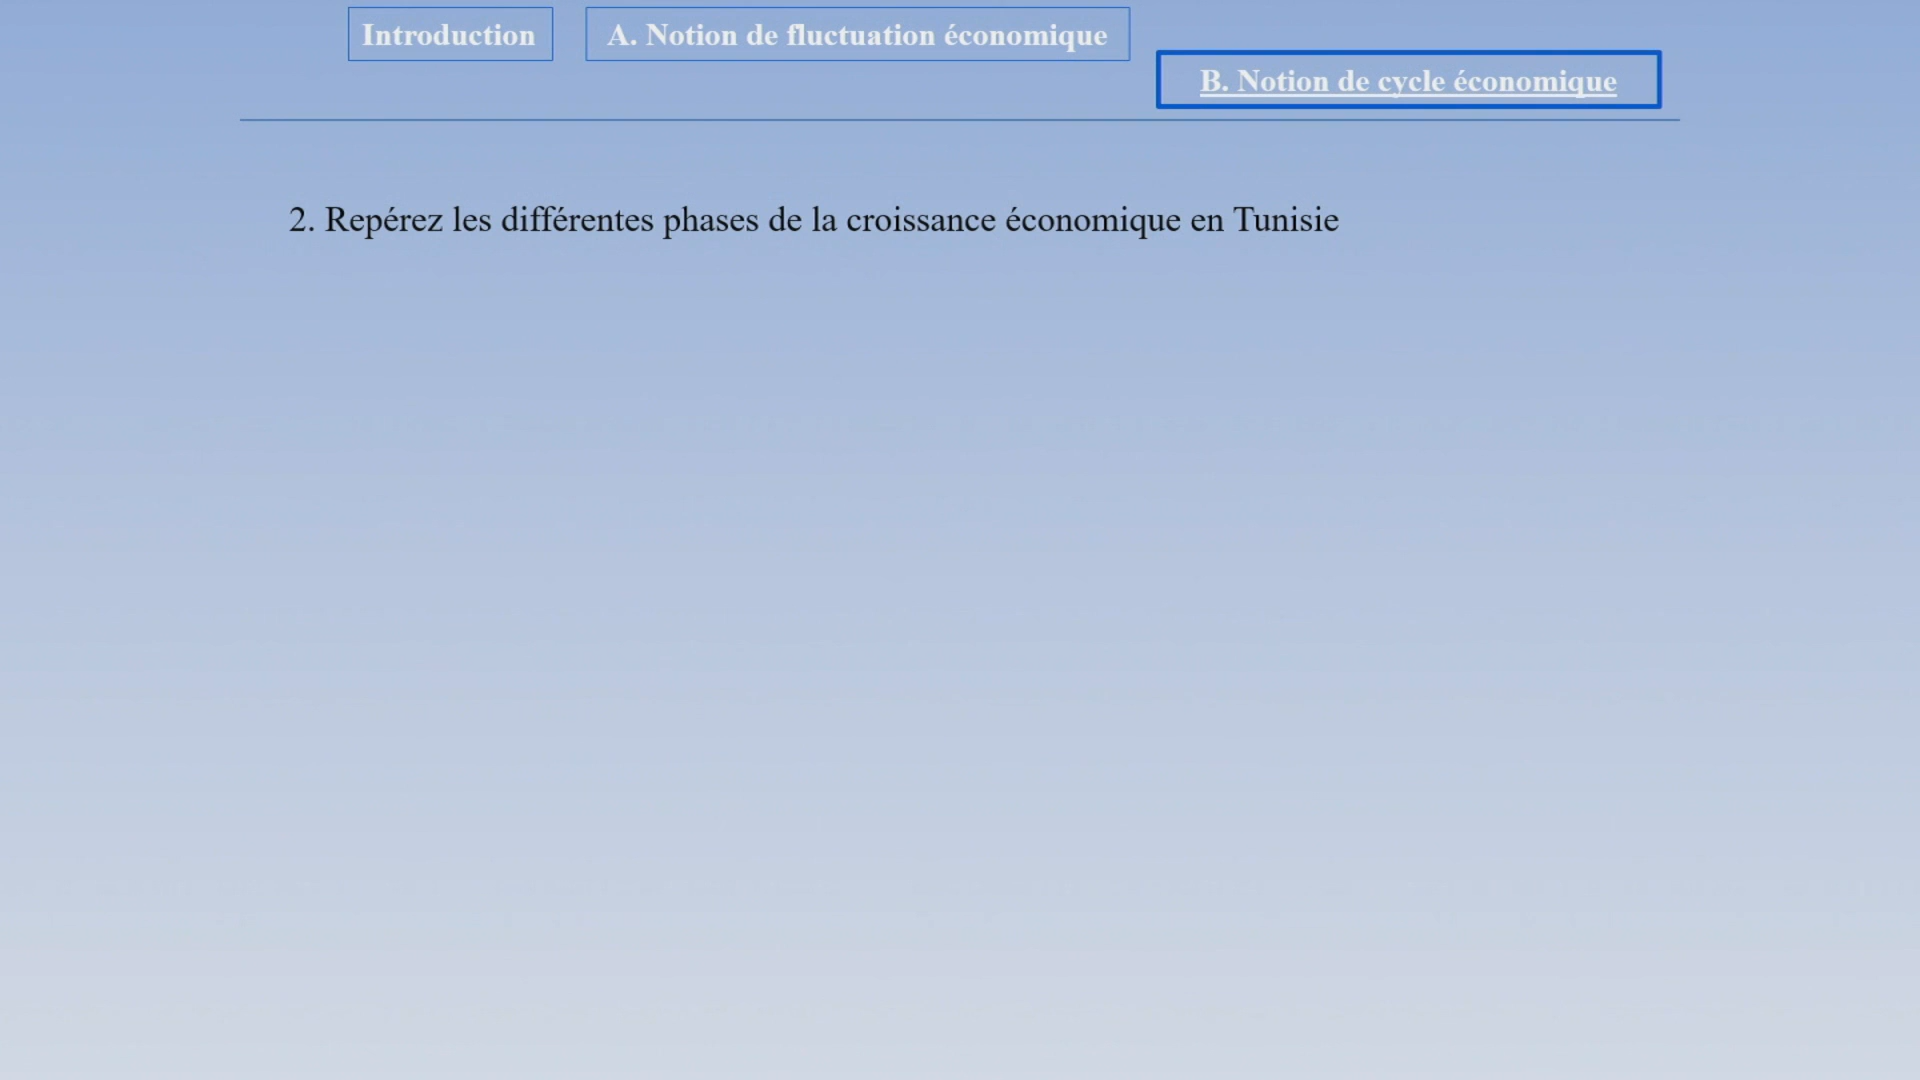 Introduction
A. Notion de fluctuation économique
B. Notion de cycle économique
2. Repérez les différentes phases de la croissance économique en Tunisie